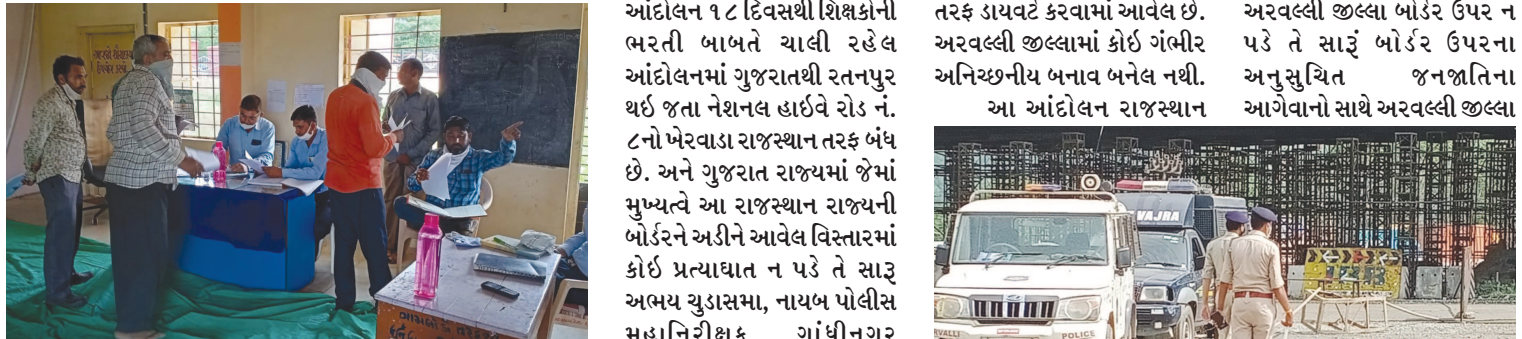 આંદોલન ૧૮ દિવસથી શિક્ષકોની
ભરતી બાબતે ચાલી રહેલ
આંદોલનમાં ગુજરાતથી રતનપુર
થઇ જતા નેશનલ હાઇવે રોડ નં.
૮નો ખેરવાડા રાજસ્થાન તરફ બંધ
છે. અને ગુજરાત રાજ્યમાં જેમાં
મુખ્યત્વે આ રાજસ્થાન રાજ્યની
બોર્ડરને અડીને આવેલ વિસ્તારમાં
કોઇ પ્રત્યાઘાત ન પડે તે સારૂ
અભય ચુડાસમા, નાયબ પોલીસ
મહાનિરીક્ષક ગાંધીનગર
તરફ ડાયવર્ટ કરવામાં આવેલ છે.
અરવલ્લી જીલ્લામાં કોઇ ગંભીર
અનિચ્છનીય બનાવ બનેલ નથી.
આ આંદોલન રાજસ્થાન
અરવલ્લી જીલ્લા બોર્ડર ઉપર ન
પડે તે સારૂં બોર્ડર ઉપરના
અનુસુચિત જનજાતિના
આગેવાનો સાથે અરવલ્લી જીલ્લા
VAJRA
POLICE